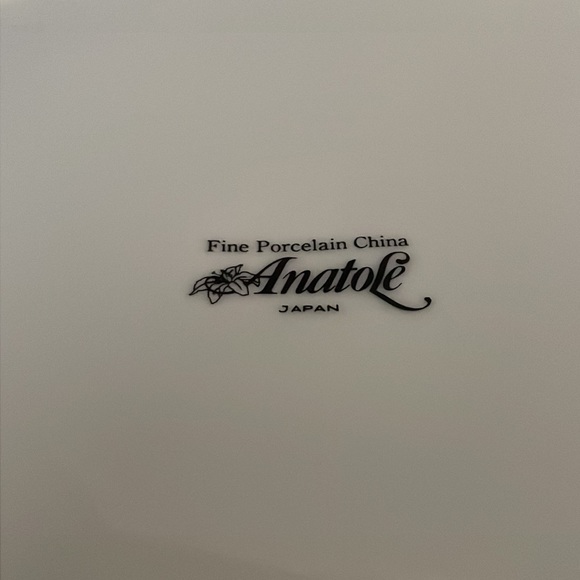 Fine Porcelain China
Anatole
JAPAN